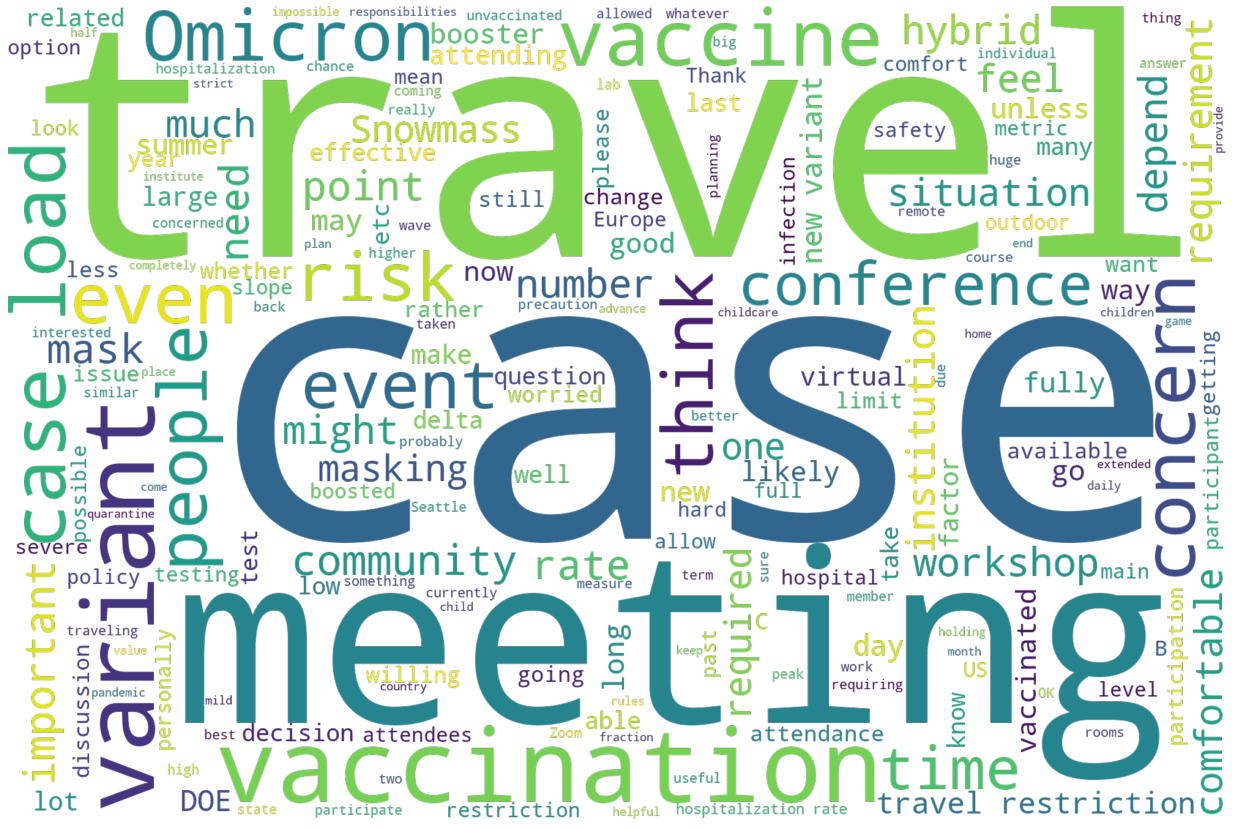 impossible
responsibilities
unvaccinated
allowed
whatever
thing
related
half
Omicron
booster
vaccine
big
hybrid
option
strict
hospitalization
chance
attending
mean
coming
really
lab
Thank
comfort
individual
answer
travel
look
much
Snowmass
last
feel
unless
requirement
provide
summer
year
effective
please
planning
new variant
safety
metric
many
depend
institute
large
need
point
still
change
Europe
infection
huge
situation
remote
outdoor
concerned
may
etc
wave
good
plan
higher
end
course
case load
less
completely
whether
risk
now
number
conference
want
way
slope
back
even
rather
precaution
advance
think
childcare
children
concern
game
interested
mask
people
taken
make
event
question
worried
institution
home
due
virtual
limit
fully
issue
place
similar
variant
might
delta
probably
better
one
available
go
extended
daily
participant
getting
masking
well
likely
full
factor
possible
come
boosted
Seattle
new
hard
quarantine
severe
test
community
rate
allow
take
workshop
main
important
policy
testing
low
something
measure
currently
child
term
required
sure
hospital
member
comfortable
case
meeting
traveling
value
discussion
pandemic
personally
mild
willing
country
going
long
past
keep
C
peak
day
work
requiring
holding
month
US
vaccinated
OK
level
B
rooms
participation
best
decision
attendees
rules
Zoom
able
fraction
attendance
know
high
vaccination
two
useful
time
lot
DOE
state
participate
restriction
helpful
hospitalization rate
travel restriction